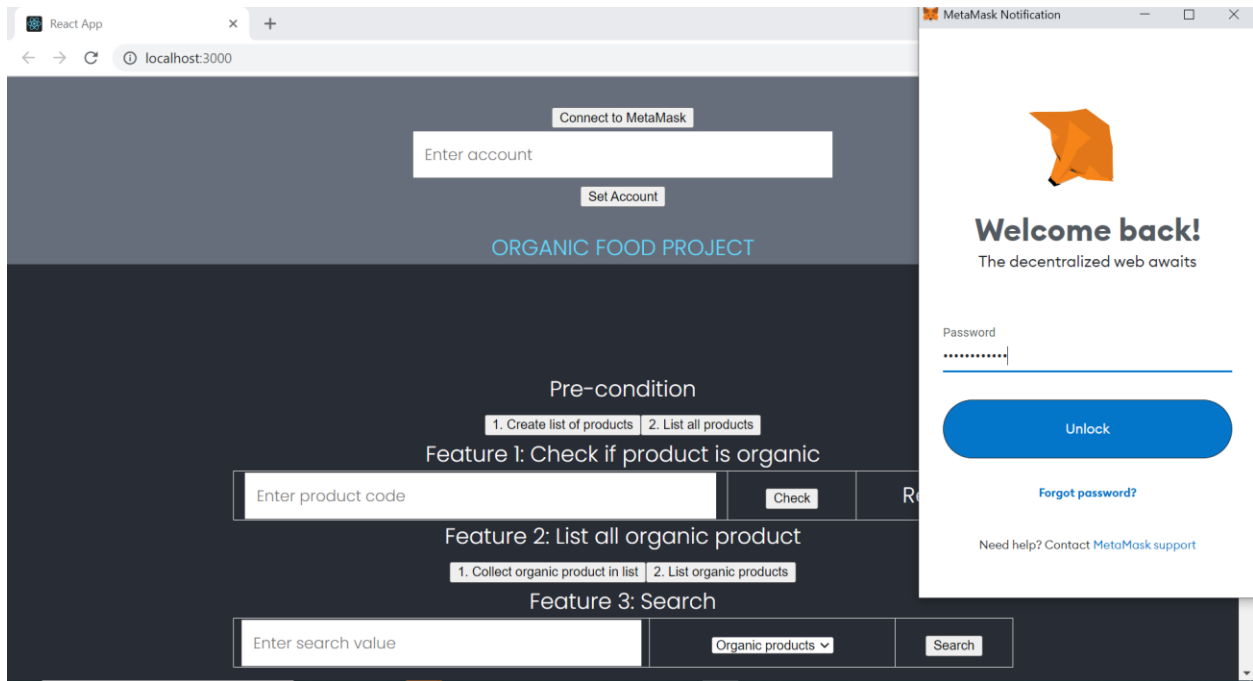 React App
localhost:3000
Connect to MetaMask
Enter account
Set Account
ORGANIC FOOD PROJECT
Pre-condition
1. Create list of products 2. List all products
Feature 1: Check if product is organic
Enter product code Check
Feature 2: List all organic product
1. Collect organic product in list 2. List organic products
Feature 3: Search
Enter search value Organic products Search
MetaMask Notification
Welcome back!
The decentralized web awaits
Password
Unlock
Forgot password?
Need help? Contact MetaMask support